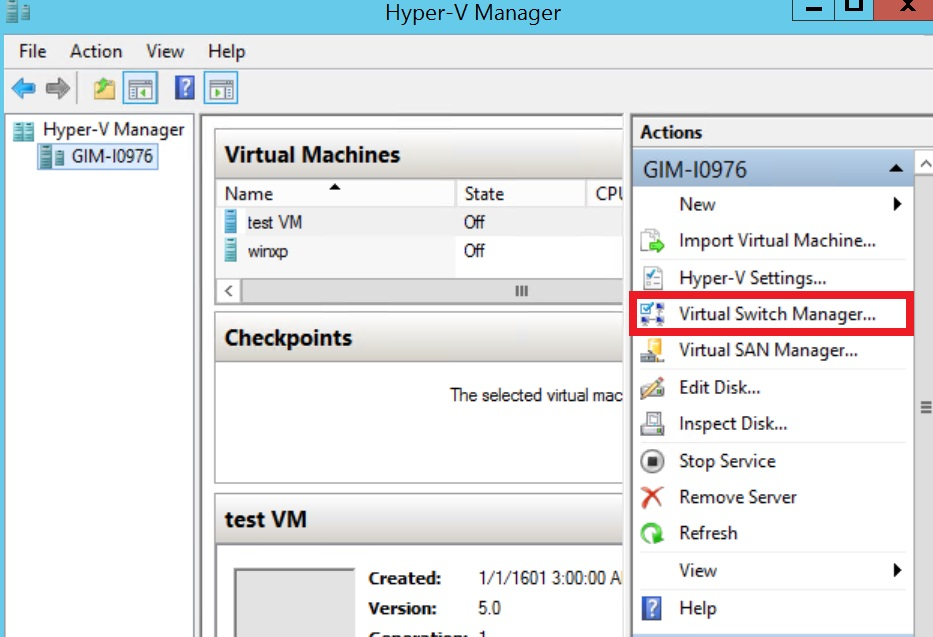 Hyper-V Manager
File Action View Help
Hyper-V Manager
GIM-I0976
Virtual Machines
Name State CPU
test VM Off
winxp Off
Checkpoints
The selected virtual mac
test VM
Created: 1/1/1601 3:00:00 A
Version: 5.0
Generation: 1
Actions
GIM-I0976
New
Import Virtual Machine...
Hyper-V Settings...
Virtual Switch Manager...
Virtual SAN Manager...
Edit Disk...
Inspect Disk...
Stop Service
Remove Server
Refresh
View
Help